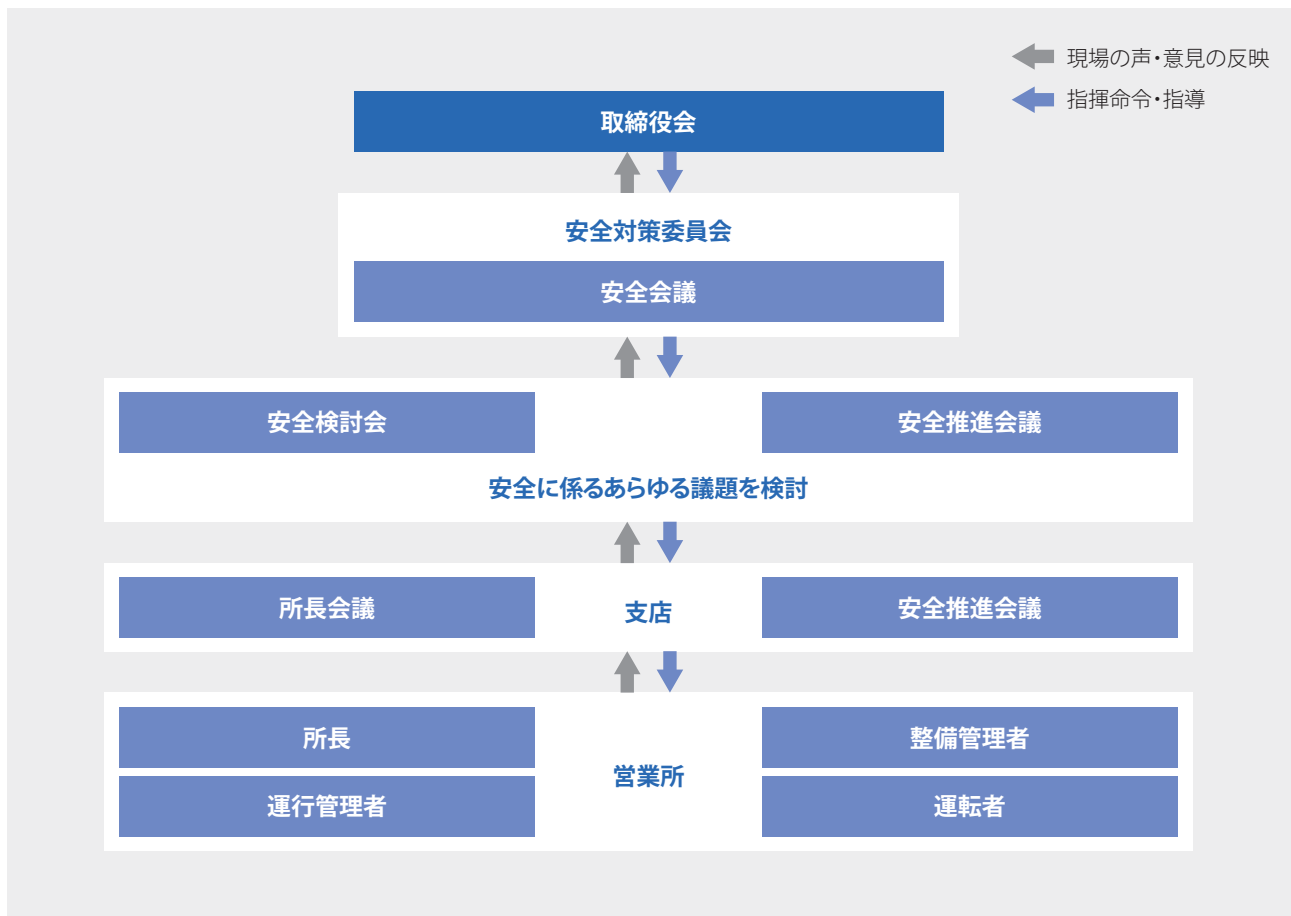 現場の声・意見の反映
指揮命令・指導
取締役会
安全対策委員会
安全会議
安全検討会
安全推進会議
安全に係るあらゆる議題を検討
所長会議
支店
安全推進会議
所長
整備管理者
営業所
運行管理者
運転者